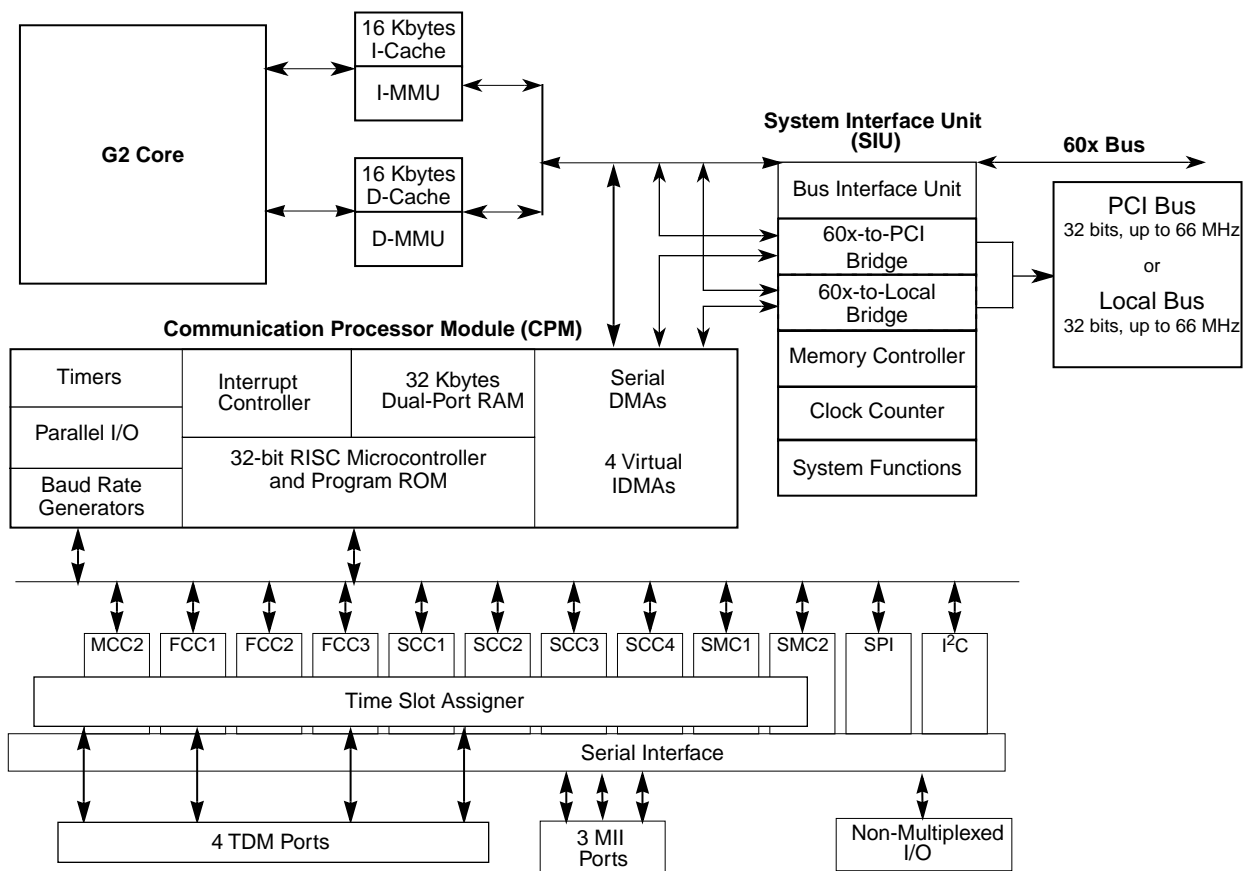 G2 Core
16 Kbytes
I-Cache
I-MMU
16 Kbytes
D-Cache
D-MMU
System Interface Unit
(SIU)
Bus Interface Unit
60x-to-PCI
Bridge
60x-to-Local
Bridge
Memory Controller
Clock Counter
System Functions
60x Bus
PCI Bus
32 bits, up to 66 MHz
or
Local Bus
32 bits, up to 66 MHz
Communication Processor Module (CPM)
Timers
Parallel I/O
Baud Rate
Generators
Interrupt
Controller
32 Kbytes
Dual-Port RAM
32-bit RISC Microcontroller
and Program ROM
Serial
DMAs
4 Virtual
IDMAs
MCC2
FCC1
FCC2
FCC3
SCC1
SCC2
SCC3
SCC4
SMC1
SMC2
SPI
I²C
Time Slot Assigner
Serial Interface
4 TDM Ports
3 MII
Ports
Non-Multiplexed
I/O